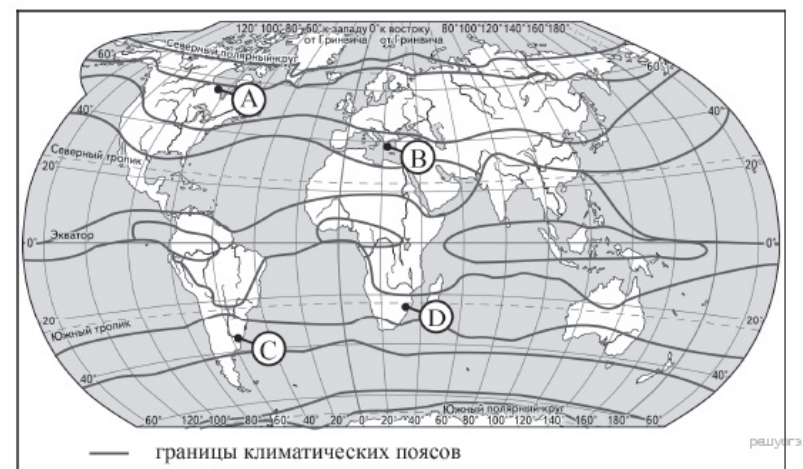 120° 100° 80° 60° к западу 0° к востоку 80° 100° 120° 140° 160° 180°
от Гринвича от Гринвича
Северный полярный круг
60° 60°
A
40° 40°
B
Северный тропик
20° 20°
Экватор
0° 0°
D
20° 20°
Южный тропик
C
40° 40°
Южный полярный круг
60° 120° 100° 80° 60° 40° 20° 0° 20° 40° 60° 80° 100° 120° 140° 160° 180° 60°
границы климатических поясов
решуогэ